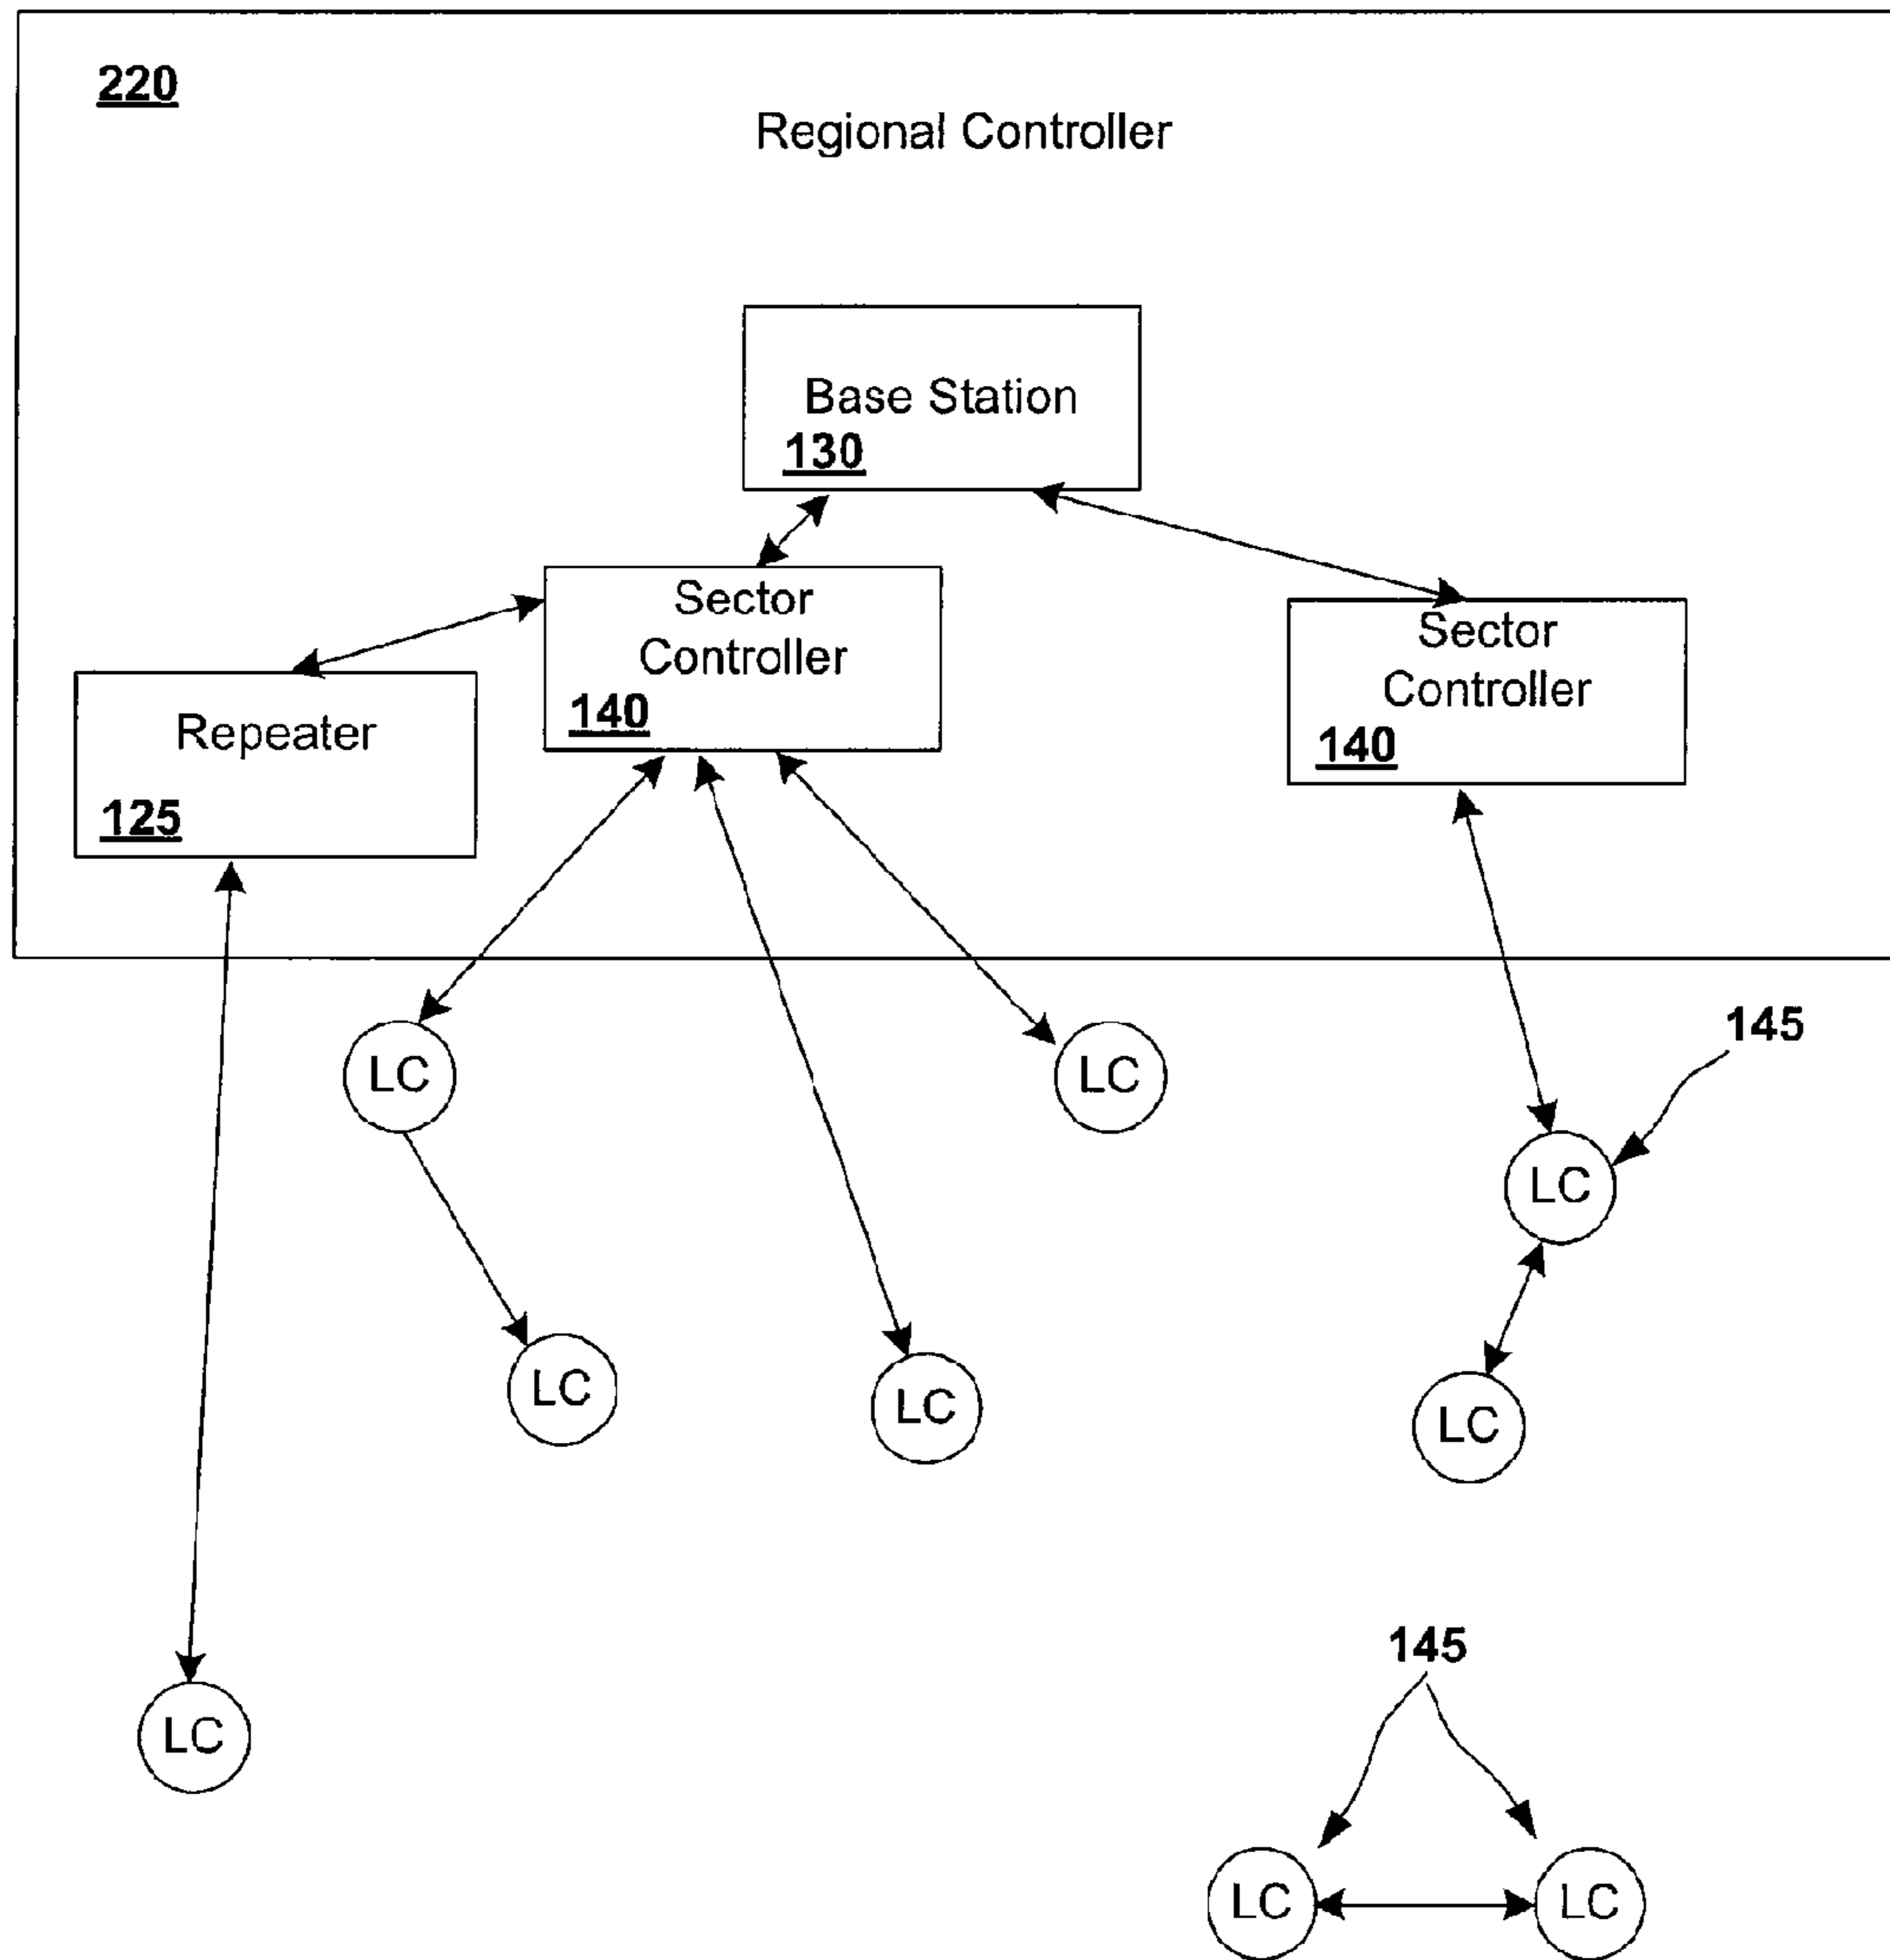 220
Regional Controller
Base Station
130
Sector
Controller
140
Sector
Controller
140
Repeater
125
LC
LC
145
LC
LC
LC
LC
145
LC
LC
LC